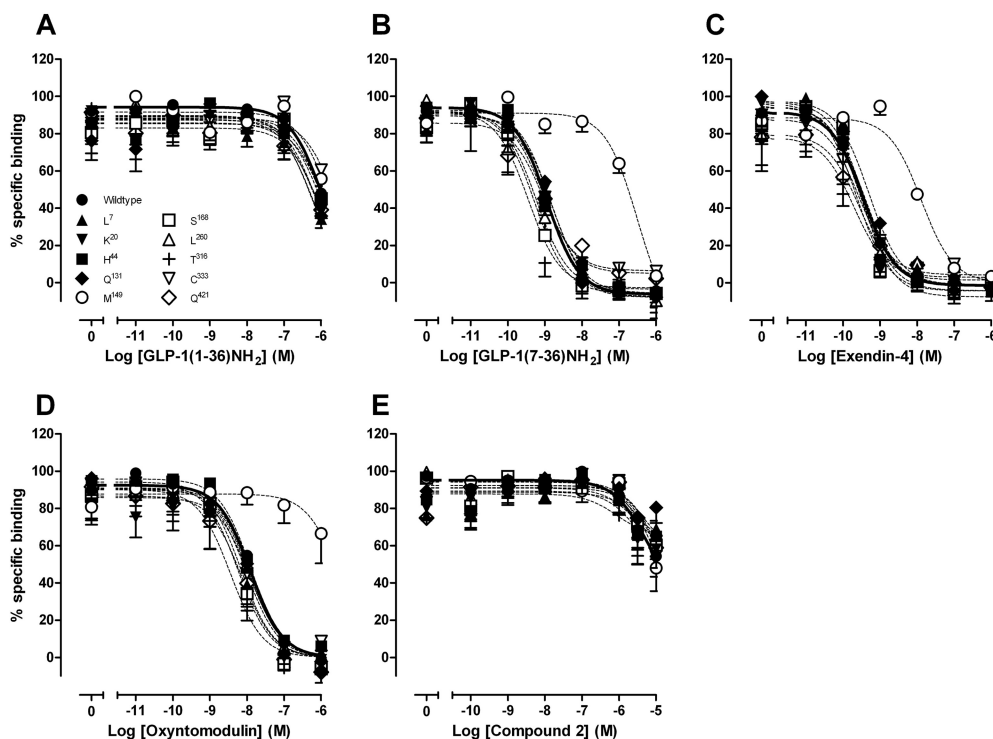 A
B
C
% specific binding
120
100
80
60
40
20
0
Wildtype
L7
K20
H44
Q131
M149
S168
L260
T316
C333
Q421
0 -11 -10 -9 -8 -7 -6
Log [GLP-1(1-36)NH2] (M)
120
100
80
60
40
20
0
0 -11 -10 -9 -8 -7 -6
Log [GLP-1(7-36)NH2] (M)
120
100
80
60
40
20
0
0 -11 -10 -9 -8 -7 -6
Log [Exendin-4] (M)
D
E
% specific binding
120
100
80
60
40
20
0
0 -11 -10 -9 -8 -7 -6
Log [Oxyntomodulin] (M)
120
100
80
60
40
20
0
0 -10 -9 -8 -7 -6 -5
Log [Compound 2] (M)